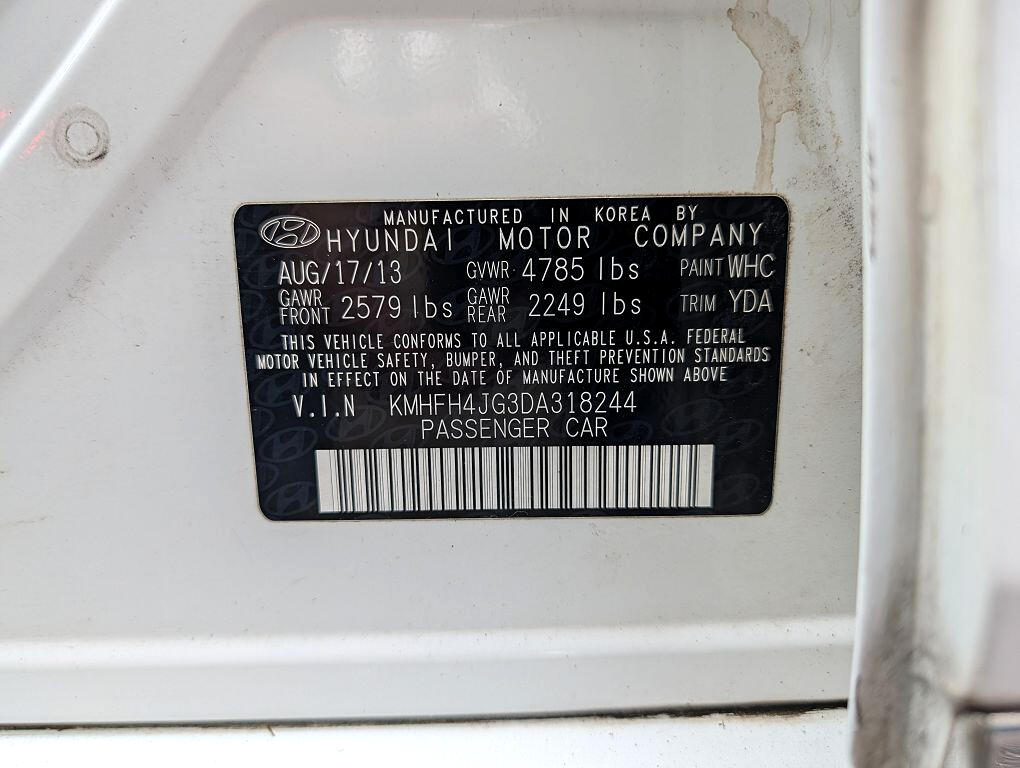 MANUFACTURED IN KOREA BY
HYUNDAI MOTOR COMPANY
AUG/17/13 GVWR 4785 lbs PAINT WHC
GAWR FRONT 2579 lbs GAWR REAR 2249 lbs TRIM YDA
THIS VEHICLE CONFORMS TO ALL APPLICABLE U.S.A. FEDERAL
MOTOR VEHICLE SAFETY, BUMPER, AND THEFT PREVENTION STANDARDS
IN EFFECT ON THE DATE OF MANUFACTURE SHOWN ABOVE
V.I.N KMHFH4JG3DA318244
PASSENGER CAR